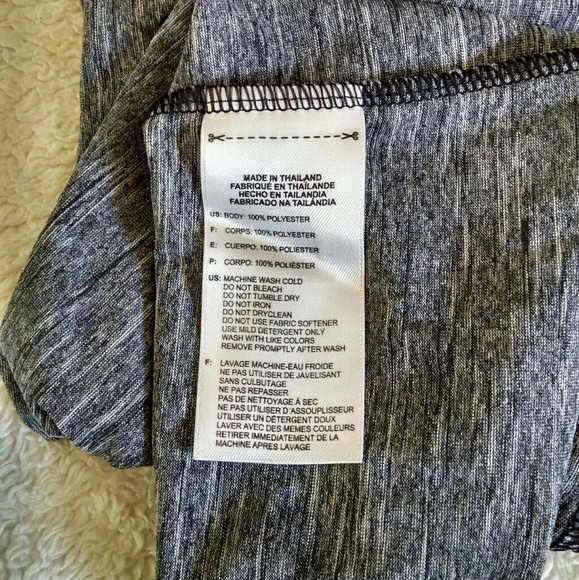 MADE IN THAILAND
FABRIQUÉ EN THAÏLANDE
HECHO EN TAILANDIA
FABRICADO NA TAILÂNDIA
US: BODY: 100% POLYESTER
F: CORPS: 100% POLYESTER
E: CUERPO: 100% POLIESTER
P: CORPO: 100% POLIÉSTER
US: MACHINE WASH COLD
DO NOT BLEACH
DO NOT TUMBLE DRY
DO NOT IRON
DO NOT DRYCLEAN
DO NOT USE FABRIC SOFTENER
USE MILD DETERGENT ONLY
WASH WITH LIKE COLORS
REMOVE PROMPTLY AFTER WASH
F: LAVAGE MACHINE-EAU FROIDE
NE PAS UTILISER DE JAVELISANT
SANS CULBUTAGE
NE PAS REPASSER
PAS DE NETTOYAGE Á SEC
NE PAS UTILISER D'ASSOUPLISSEUR
UTILISER UN DÉTERGENT DOUX
LAVER AVEC DES MEMES COULEURS
RETIRER IMMEDIATEMENT DE LA
MACHINE APRES LAVAGE